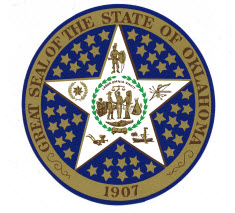 GREAT SEAL OF THE STATE OF OKLAHOMA
1907